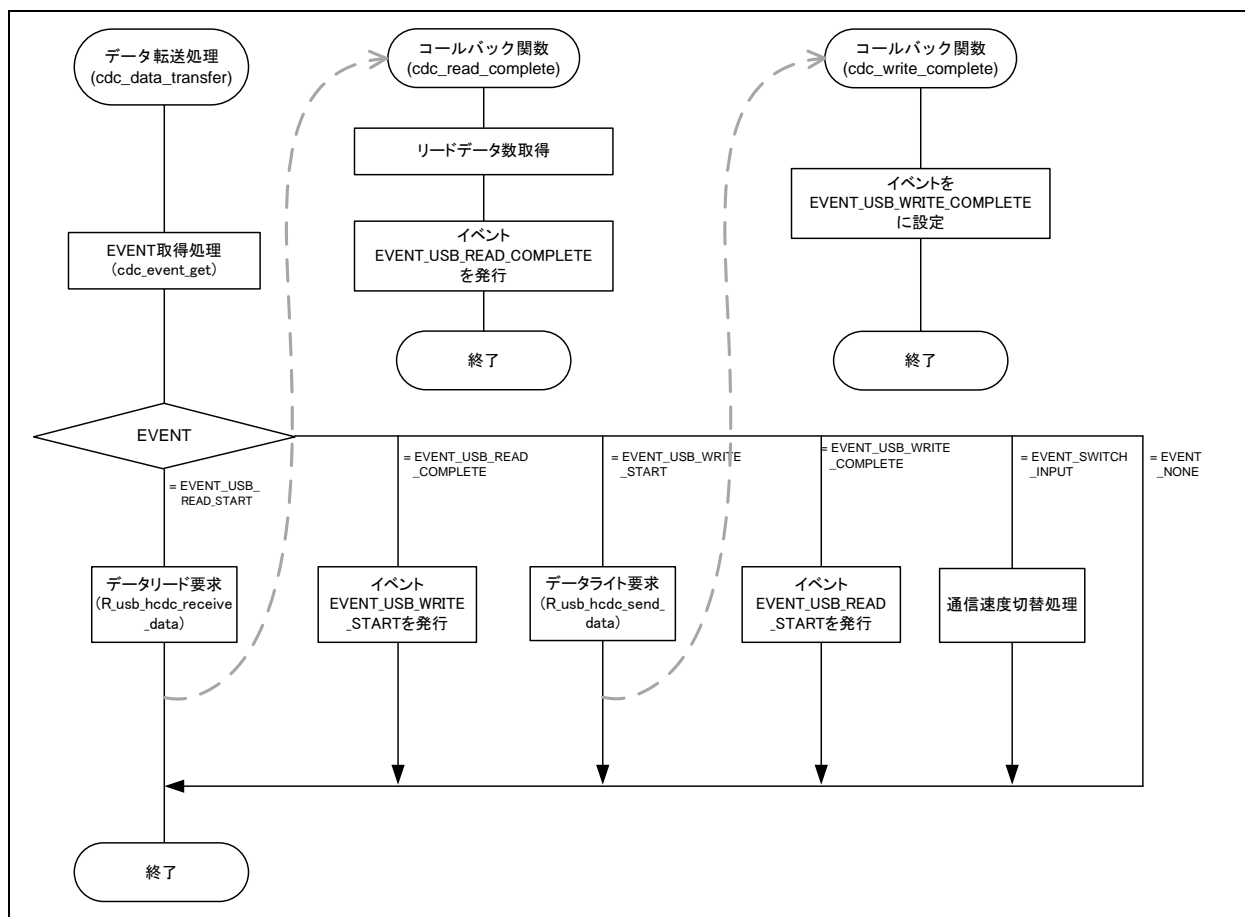 データ転送処理
(cdc_data_transfer)
コールバック関数
(cdc_read_complete)
コールバック関数
(cdc_write_complete)
リードデータ数取得
イベントを
EVENT_USB_WRITE_COMPLETE
に設定
EVENT取得処理
(cdc_event_get)
イベント
EVENT_USB_READ_COMPLETE
を発行
終了
終了
EVENT
= EVENT_USB_
READ_START
= EVENT_USB_READ
_COMPLETE
= EVENT_USB_WRITE
_START
= EVENT_USB_WRITE
_COMPLETE
= EVENT_SWITCH
_INPUT
= EVENT
_NONE
データリード要求
(R_usb_hcdc_receive
_data)
イベント
EVENT_USB_WRITE
_STARTを発行
データライト要求
(R_usb_hcdc_send_
data)
イベント
EVENT_USB_READ
_STARTを発行
通信速度切替処理
終了